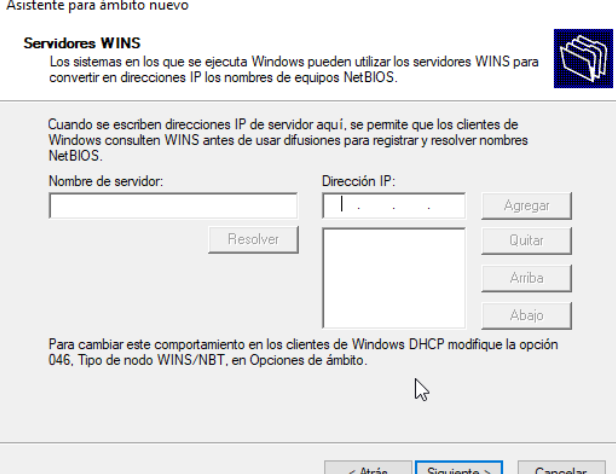 Asistente para ámbito nuevo
Servidores WINS
Los sistemas en los que se ejecuta Windows pueden utilizar los servidores WINS para
convertir en direcciones IP los nombres de equipos NetBIOS.
Cuando se escriben direcciones IP de servidor aquí, se permite que los clientes de
Windows consulten WINS antes de usar difusiones para registrar y resolver nombres
NetBIOS.
Nombre de servidor:
Dirección IP:
Agregar
Resolver
Quitar
Arriba
Abajo
Para cambiar este comportamiento en los clientes de Windows DHCP modifique la opción
046, Tipo de nodo WINS/NBT, en Opciones de ámbito.
< Atrás
Siguiente >
Cancelar